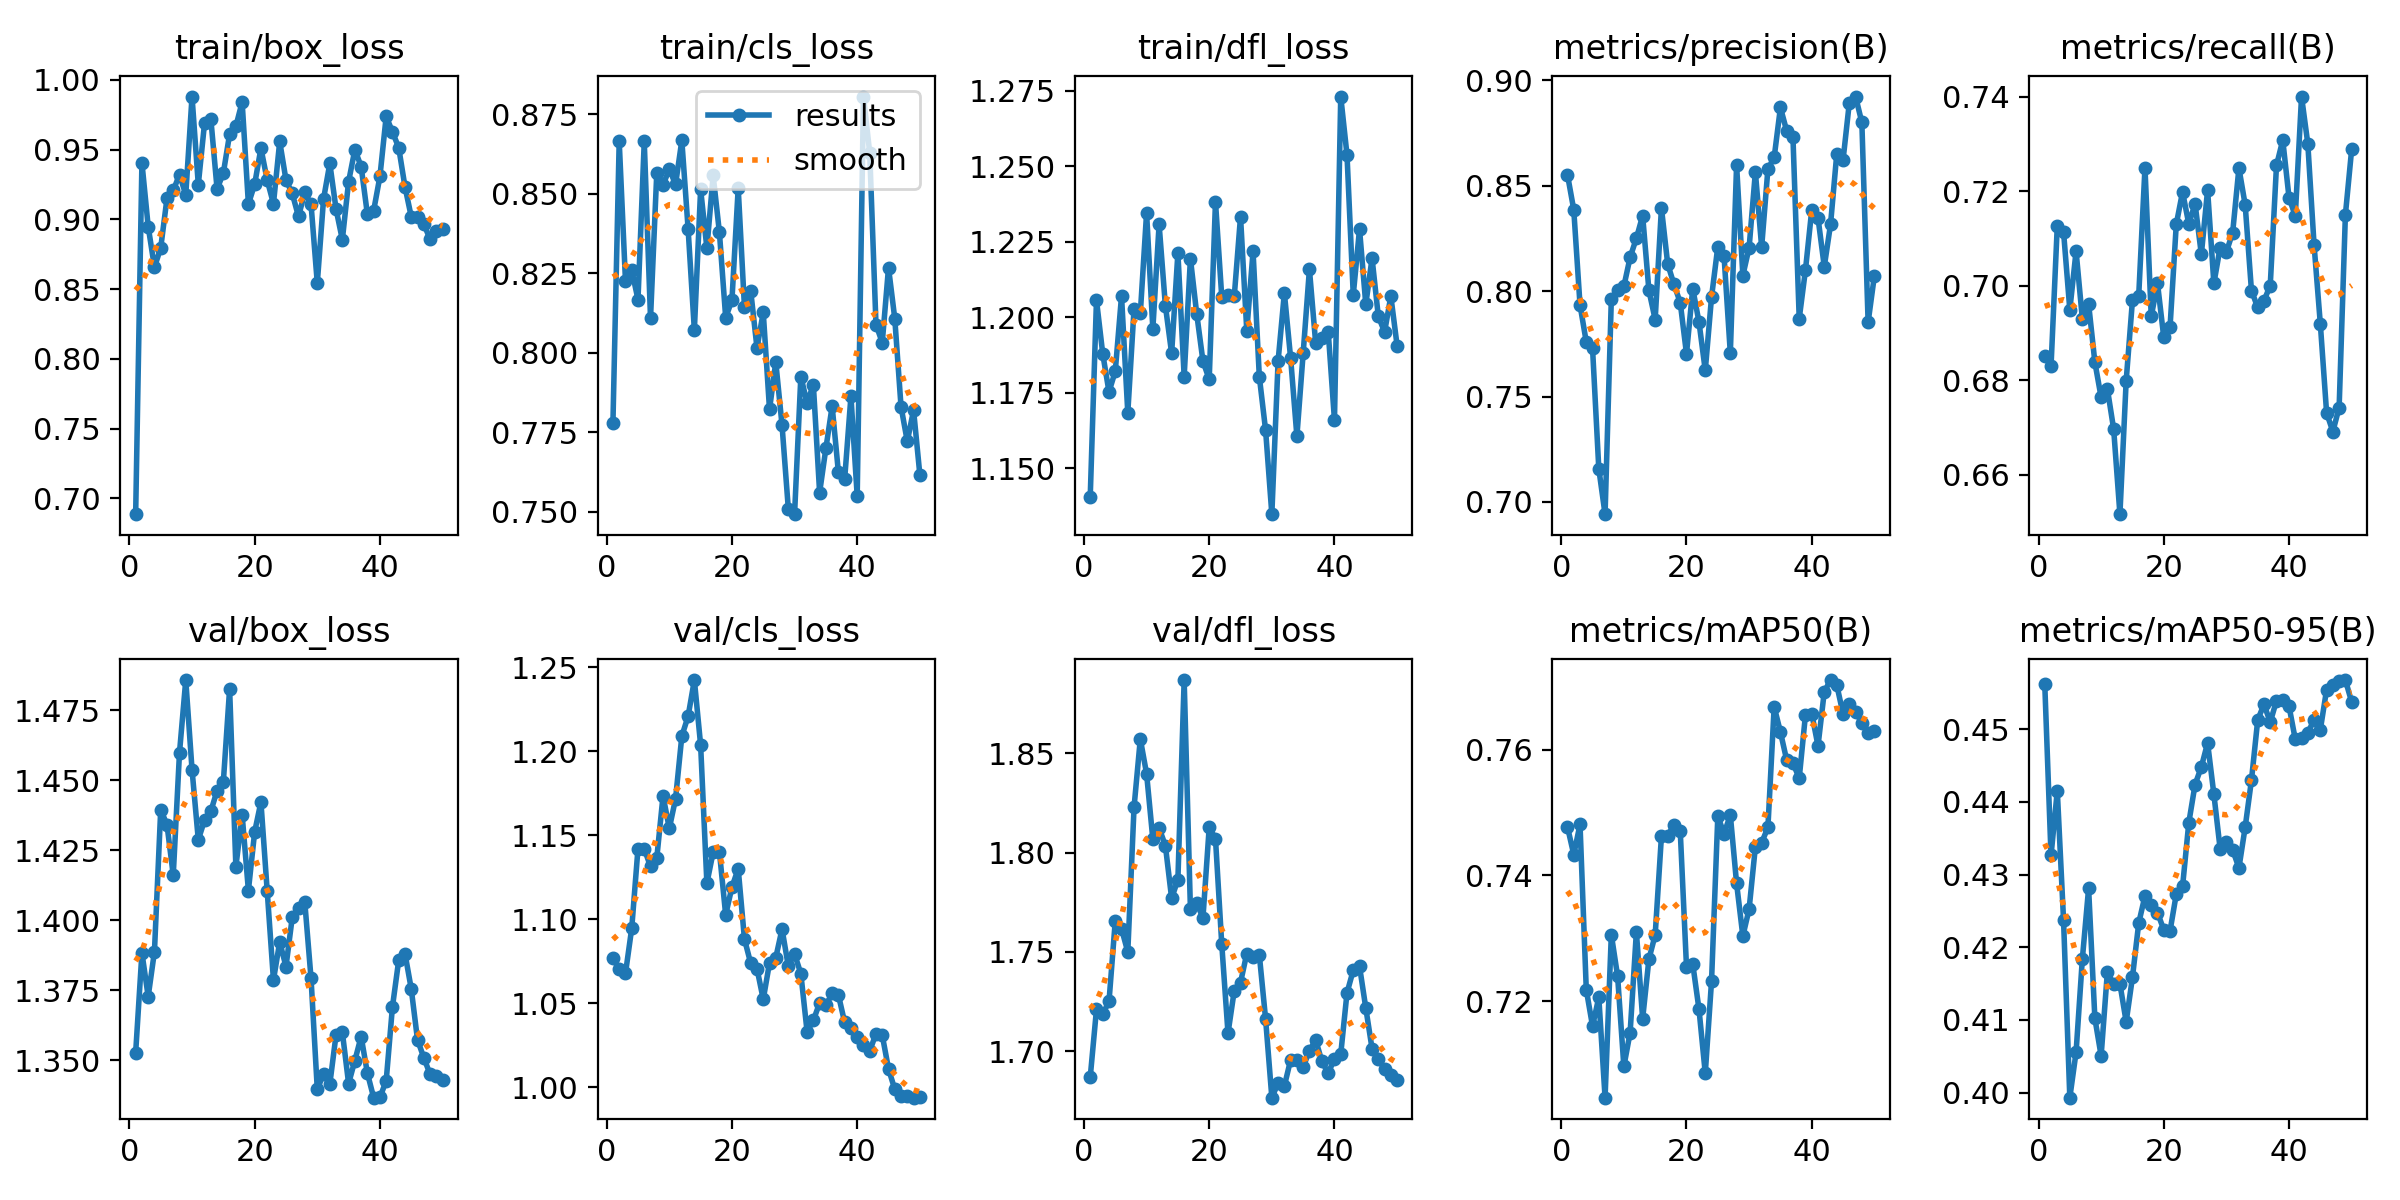 train/box_loss
1.00
0.95
0.90
0.85
0.80
0.75
0.70
0 20 40
train/cls_loss
results
smooth
0.875
0.850
0.825
0.800
0.775
0.750
0 20 40
train/dfl_loss
1.275
1.250
1.225
1.200
1.175
1.150
0 20 40
metrics/precision(B)
0.90
0.85
0.80
0.75
0.70
0 20 40
metrics/recall(B)
0.74
0.72
0.70
0.68
0.66
0 20 40
val/box_loss
1.475
1.450
1.425
1.400
1.375
1.350
0 20 40
val/cls_loss
1.25
1.20
1.15
1.10
1.05
1.00
0 20 40
val/dfl_loss
1.85
1.80
1.75
1.70
0 20 40
metrics/mAP50(B)
0.76
0.74
0.72
0 20 40
metrics/mAP50-95(B)
0.45
0.44
0.43
0.42
0.41
0.40
0 20 40